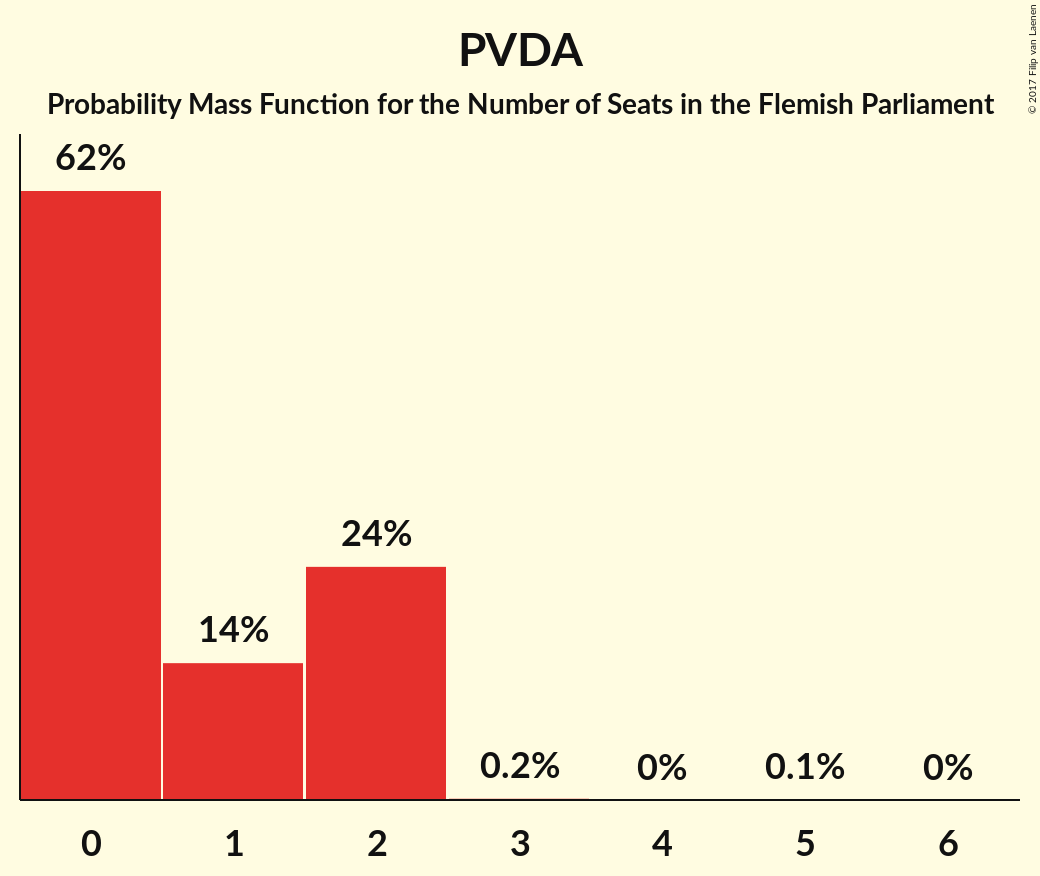 PVDA
Probability Mass Function for the Number of Seats in the Flemish Parliament
© 2017 Filip van Laenen
62%
14%
24%
0.2%
0%
0.1%
0%
0 1 2 3 4 5 6